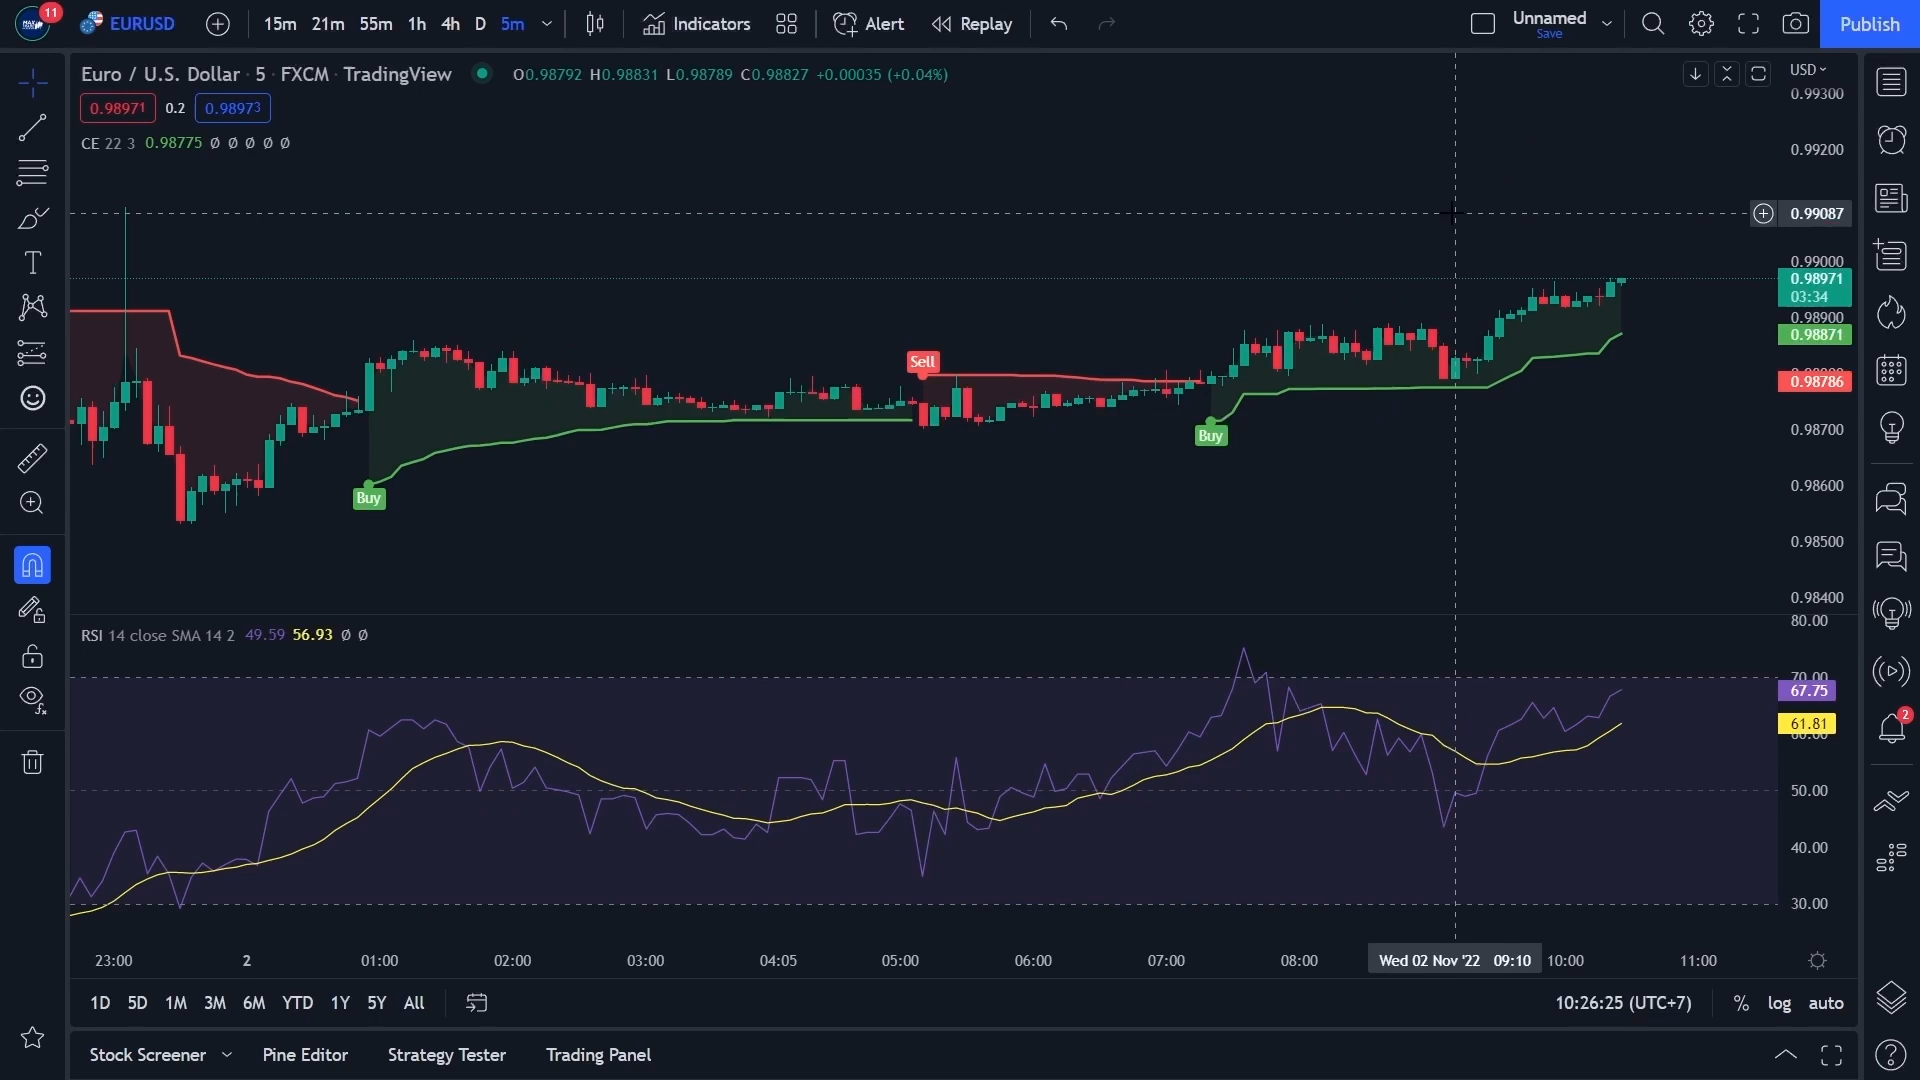 11
EURUSD
15m 21m 55m 1h 4h D 5m
Indicators
Alert
Replay
Unnamed
Save
Publish
Euro / U.S. Dollar · 5 · FXCM · TradingView
O0.98792 H0.98831 L0.98789 C0.98827 +0.00035 (+0.04%)
USD
0.98971 0.2 0.98973
CE 22 3 0.98775 Ø Ø Ø Ø Ø
0.99300
0.99200
0.99087
0.99000
0.98971
03:34
0.98900
0.98871
0.98786
0.98700
0.98600
0.98500
0.98400
Sell
Buy
Buy
RSI 14 close SMA 14 2 49.59 56.93 Ø Ø
80.00
70.00
67.75
61.81
60.00
50.00
40.00
30.00
2
23:00 2 01:00 02:00 03:00 04:05 05:00 06:00 07:00 08:00 Wed 02 Nov '22 09:10 10:00 11:00
1D 5D 1M 3M 6M YTD 1Y 5Y All
10:26:25 (UTC+7) % log auto
Stock Screener Pine Editor Strategy Tester Trading Panel